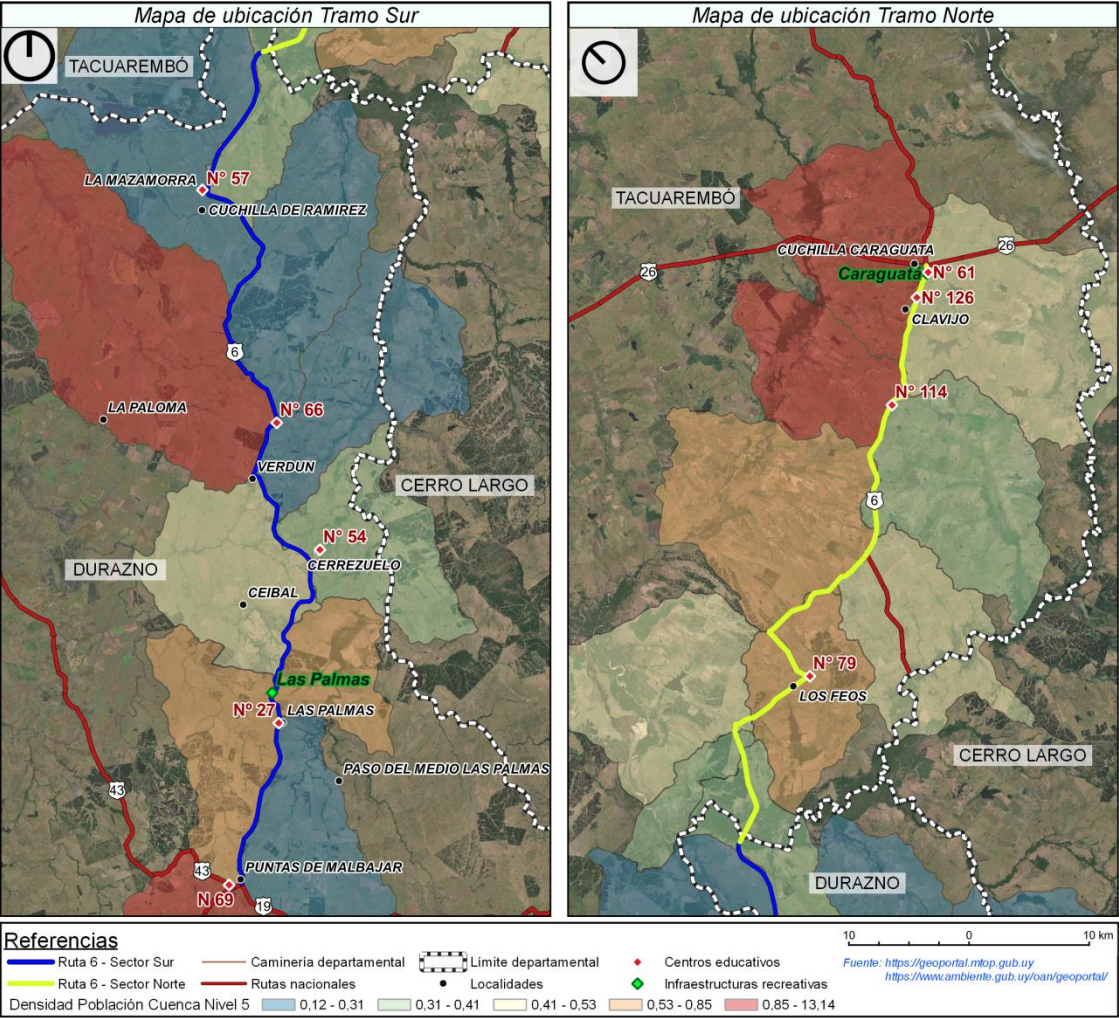 Mapa de ubicación Tramo Sur
TACUAREMBÓ
LA MAZAMORRA
N° 57
CUCHILLA DE RAMIREZ
6
LA PALOMA
N° 66
VERDUN
CERRO LARGO
N° 54
CERREZUELO
DURAZNO
CEIBAL
Las Palmas
Nº 27
LAS PALMAS
PASO DEL MEDIO LAS PALMAS
43
43
PUNTAS DE MALBAJAR
N 69
19
Mapa de ubicación Tramo Norte
TACUAREMBÓ
CUCHILLA CARAGUATA
26
26
Caraguatá
N° 61
N° 126
CLAVIJO
N° 114
6
N° 79
LOS FEOS
CERRO LARGO
DURAZNO
Referencias
Ruta 6 - Sector Sur
Caminería departamental
Límite departamental
Centros educativos
Ruta 6 - Sector Norte
Rutas nacionales
Localidades
Infraestructuras recreativas
Densidad Población Cuenca Nivel 5
0,12 - 0,31
0,31 - 0,41
0,41 - 0,53
0,53 - 0,85
0,85 - 13,14
10 0 10 km
Fuente: https://geoportal.mtop.gub.uy
https://www.ambiente.gub.uy/oan/geoportal/